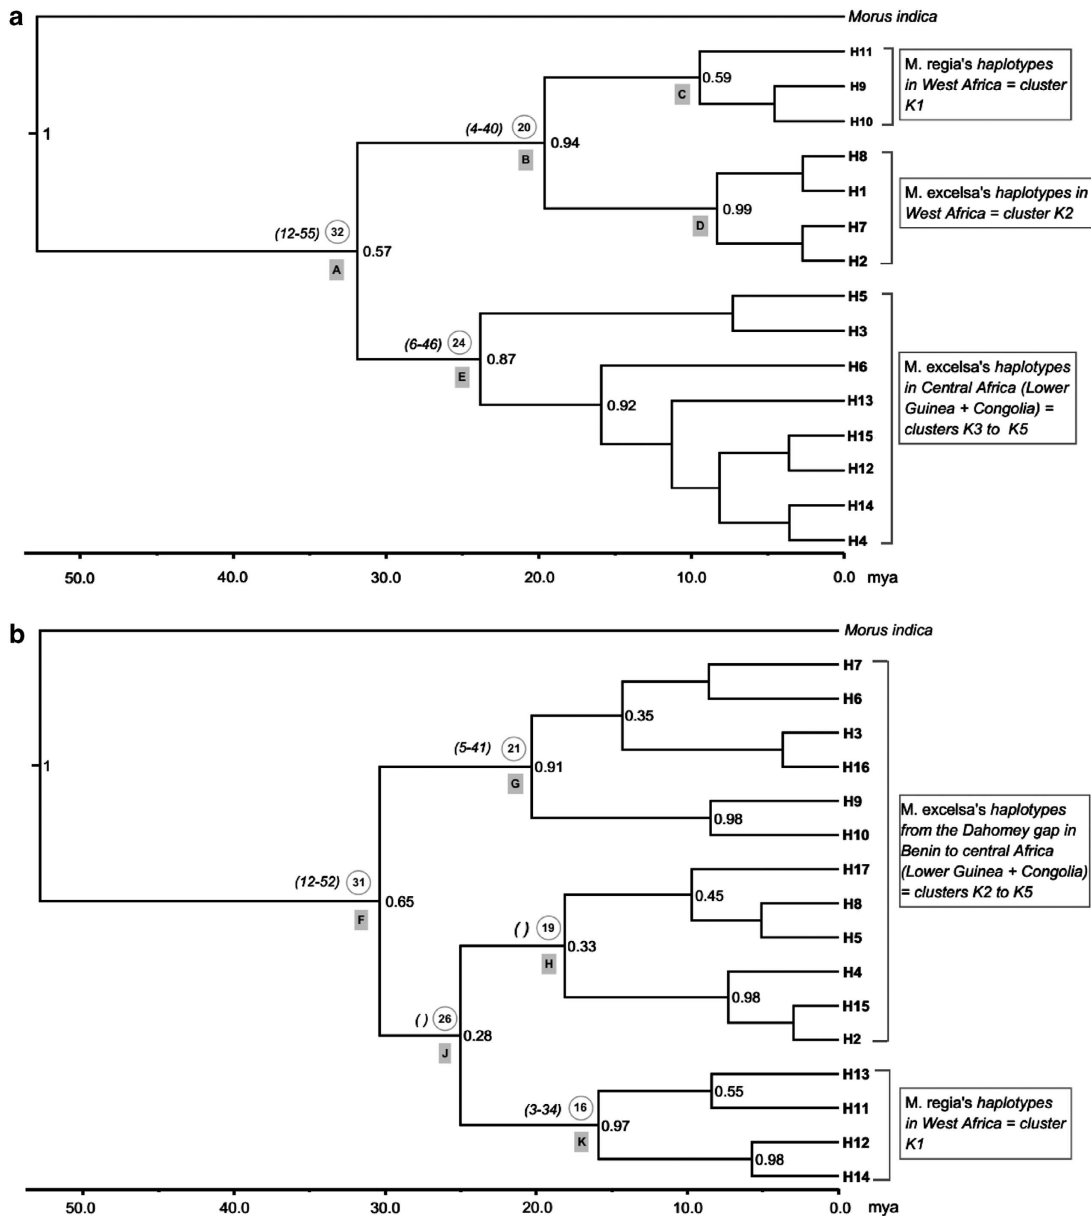 a
Morus indica
H11
M. regia's haplotypes
in West Africa = cluster
K1
0.59
H9
C
H10
1
(4-40)
20
0.94
B
H8
M. excelsa's haplotypes in
West Africa = cluster K2
H1
0.99
D
H7
H2
(12-55)
32
0.57
A
H5
H3
(6-46)
24
0.87
E
M. excelsa's haplotypes
in Central Africa (Lower
Guinea + Congolia) =
clusters K3 to K5
H6
0.92
H13
H15
H12
H14
H4
50.0
40.0
30.0
20.0
10.0
0.0
mya
b
Morus indica
H7
H6
0.35
H3
H16
1
(5-41)
21
0.91
G
H9
0.98
H10
M. excelsa's haplotypes
from the Dahomey gap in
Benin to central Africa
(Lower Guinea + Congolia)
= clusters K2 to K5
H17
(12-52)
31
0.65
F
0.45
H8
H5
( )
19
0.33
H
H4
0.98
H15
H2
( )
26
0.28
J
H13
0.55
H11
M. regia's haplotypes
in West Africa = cluster
K1
(3-34)
16
0.97
K
H12
0.98
H14
50.0
40.0
30.0
20.0
10.0
0.0
mya